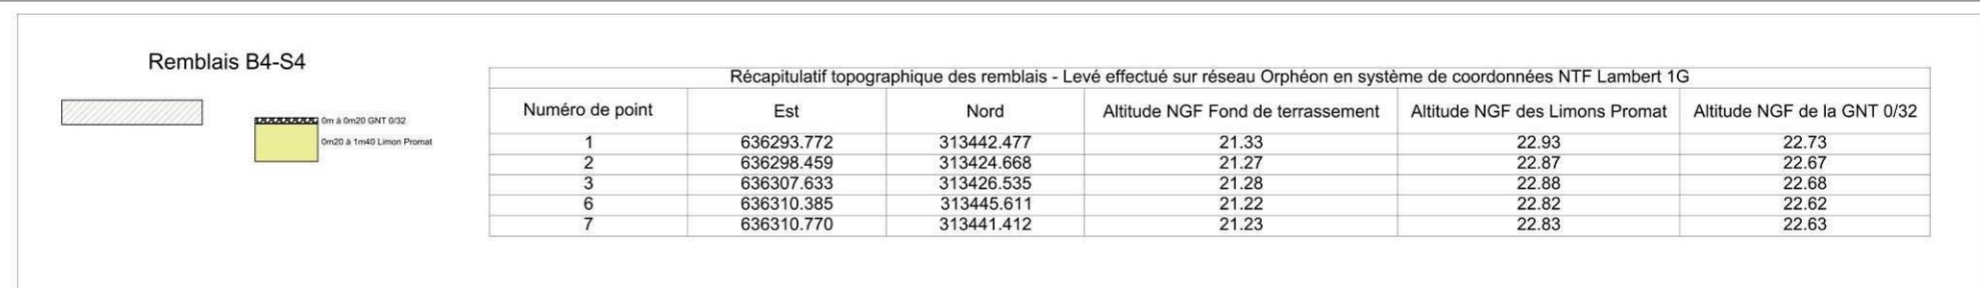 Remblais B4-S4
0m à 0m20 GNT 0/32
0m20 à 1m40 Limon Promat
Récapitulatif topographique des remblais - Levé effectué sur réseau Orphéon en système de coordonnées NTF Lambert 1G
Numéro de point Est Nord Altitude NGF Fond de terrassement Altitude NGF des Limons Promat Altitude NGF de la GNT 0/32
1 636293.772 313442.477 21.33 22.93 22.73
2 636298.459 313424.668 21.27 22.87 22.67
3 636307.633 313426.535 21.28 22.88 22.68
6 636310.385 313445.611 21.22 22.82 22.62
7 636310.770 313441.412 21.23 22.83 22.63